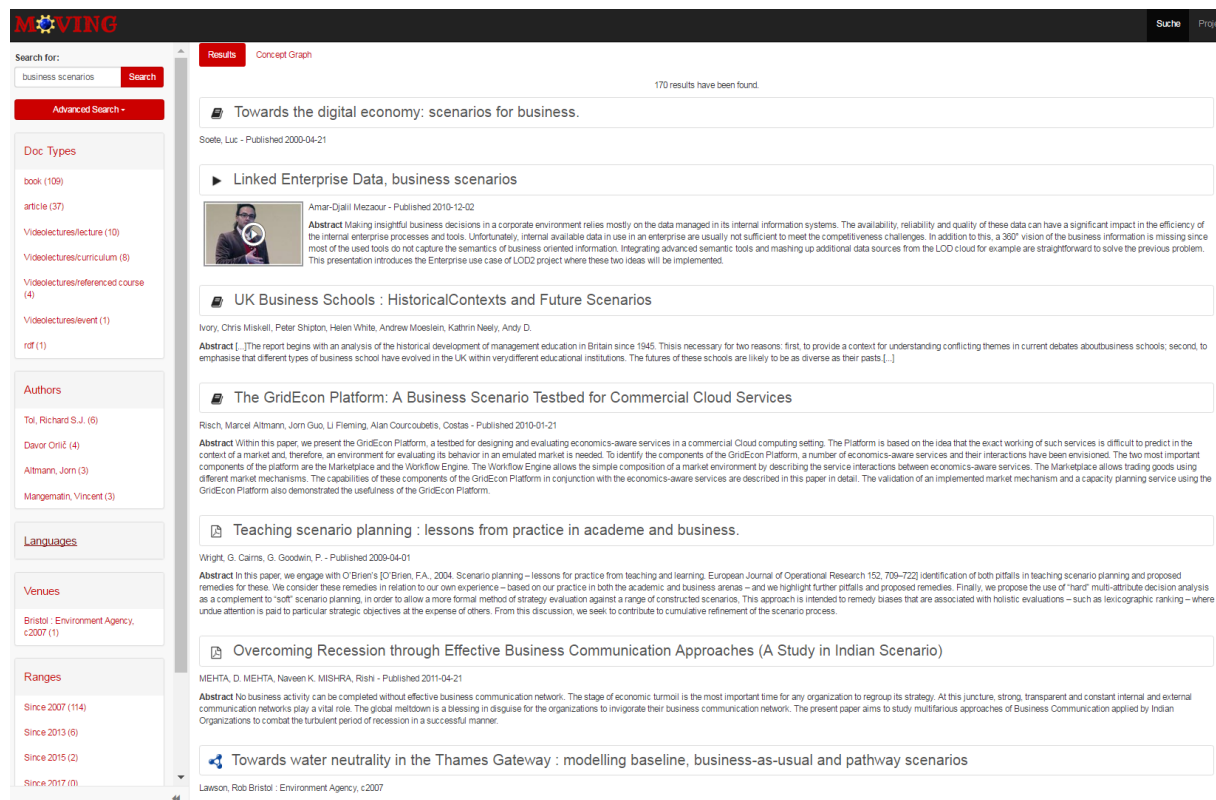 MOVING
Suche
Proje
Search for:
business scenarios
Search
Advanced Search
Doc Types
book (109)
article (37)
Videolectures/lecture (10)
Videolectures/curriculum (8)
Videolectures/referenced course
(4)
Videolectures/event (1)
rdf (1)
Authors
Tol, Richard S.J. (6)
Davor Orlič (4)
Altmann, Jorn (3)
Mangematin, Vincent (3)
Languages
Venues
Bristol : Environment Agency,
c2007 (1)
Ranges
Since 2007 (114)
Since 2013 (6)
Since 2015 (2)
Since 2017 (0)
Results
Concept Graph
170 results have been found.
Towards the digital economy: scenarios for business.
Soete, Luc - Published 2000-04-21
Linked Enterprise Data, business scenarios
Amar-Djalil Mezaour - Published 2010-12-02
Abstract Making insightful business decisions in a corporate environment relies mostly on the data managed in its internal information systems. The availability, reliability and quality of these data can have a significant impact in the efficiency of
the internal enterprise processes and tools. Unfortunately, internal available data in use in an enterprise are usually not sufficient to meet the competitiveness challenges. In addition to this, a 360° vision of the business information is missing since
most of the used tools do not capture the semantics of business oriented information. Integrating advanced semantic tools and mashing up additional data sources from the LOD cloud for example are straightforward to solve the previous problem.
This presentation introduces the Enterprise use case of LOD2 project where these two ideas will be implemented.
UK Business Schools : HistoricalContexts and Future Scenarios
Ivory, Chris Miskell, Peter Shipton, Helen White, Andrew Moeslein, Kathrin Neely, Andy D.
Abstract [...]The report begins with an analysis of the historical development of management education in Britain since 1945. Thisis necessary for two reasons: first, to provide a context for understanding conflicting themes in current debates aboutbusiness schools; second, to
emphasise that different types of business school have evolved in the UK within verydifferent educational institutions. The futures of these schools are likely to be as diverse as their pasts.[...]
The GridEcon Platform: A Business Scenario Testbed for Commercial Cloud Services
Risch, Marcel Altmann, Jorn Guo, Li Fleming, Alan Courcoubetis, Costas - Published 2010-01-21
Abstract Within this paper, we present the GridEcon Platform, a testbed for designing and evaluating economics-aware services in a commercial Cloud computing setting. The Platform is based on the idea that the exact working of such services is difficult to predict in the
context of a market and, therefore, an environment for evaluating its behavior in an emulated market is needed. To identify the components of the GridEcon Platform, a number of economics-aware services and their interactions have been envisioned. The two most important
components of the platform are the Marketplace and the Workflow Engine. The Workflow Engine allows the simple composition of a market environment by describing the service interactions between economics-aware services. The Marketplace allows trading goods using
different market mechanisms. The capabilities of these components of the GridEcon Platform in conjunction with the economics-aware services are described in this paper in detail. The validation of an implemented market mechanism and a capacity planning service using the
GridEcon Platform also demonstrated the usefulness of the GridEcon Platform.
Teaching scenario planning : lessons from practice in academe and business.
Wright, G. Cairns, G. Goodwin, P. - Published 2009-04-01
Abstract In this paper, we engage with O'Brien's [O'Brien, F.A., 2004. Scenario planning – lessons for practice from teaching and learning. European Journal of Operational Research 152, 709–722] identification of both pitfalls in teaching scenario planning and proposed
remedies for these. We consider these remedies in relation to our own experience – based on our practice in both the academic and business arenas – and we highlight further pitfalls and proposed remedies. Finally, we propose the use of "hard" multi-attribute decision analysis
as a complement to "soft" scenario planning, in order to allow a more formal method of strategy evaluation against a range of constructed scenarios, This approach is intended to remedy biases that are associated with holistic evaluations – such as lexicographic ranking – where
undue attention is paid to particular strategic objectives at the expense of others. From this discussion, we seek to contribute to cumulative refinement of the scenario process.
Overcoming Recession through Effective Business Communication Approaches (A Study in Indian Scenario)
MEHTA, D. MEHTA, Naveen K. MISHRA, Rishi - Published 2011-04-21
Abstract No business activity can be completed without effective business communication network. The stage of economic turmoil is the most important time for any organization to regroup its strategy. At this juncture, strong, transparent and constant internal and external
communication networks play a vital role. The global meltdown is a blessing in disguise for the organizations to invigorate their business communication network. The present paper aims to study multifarious approaches of Business Communication applied by Indian
Organizations to combat the turbulent period of recession in a successful manner.
Towards water neutrality in the Thames Gateway : modelling baseline, business-as-usual and pathway scenarios
Lawson, Rob Bristol : Environment Agency, c2007